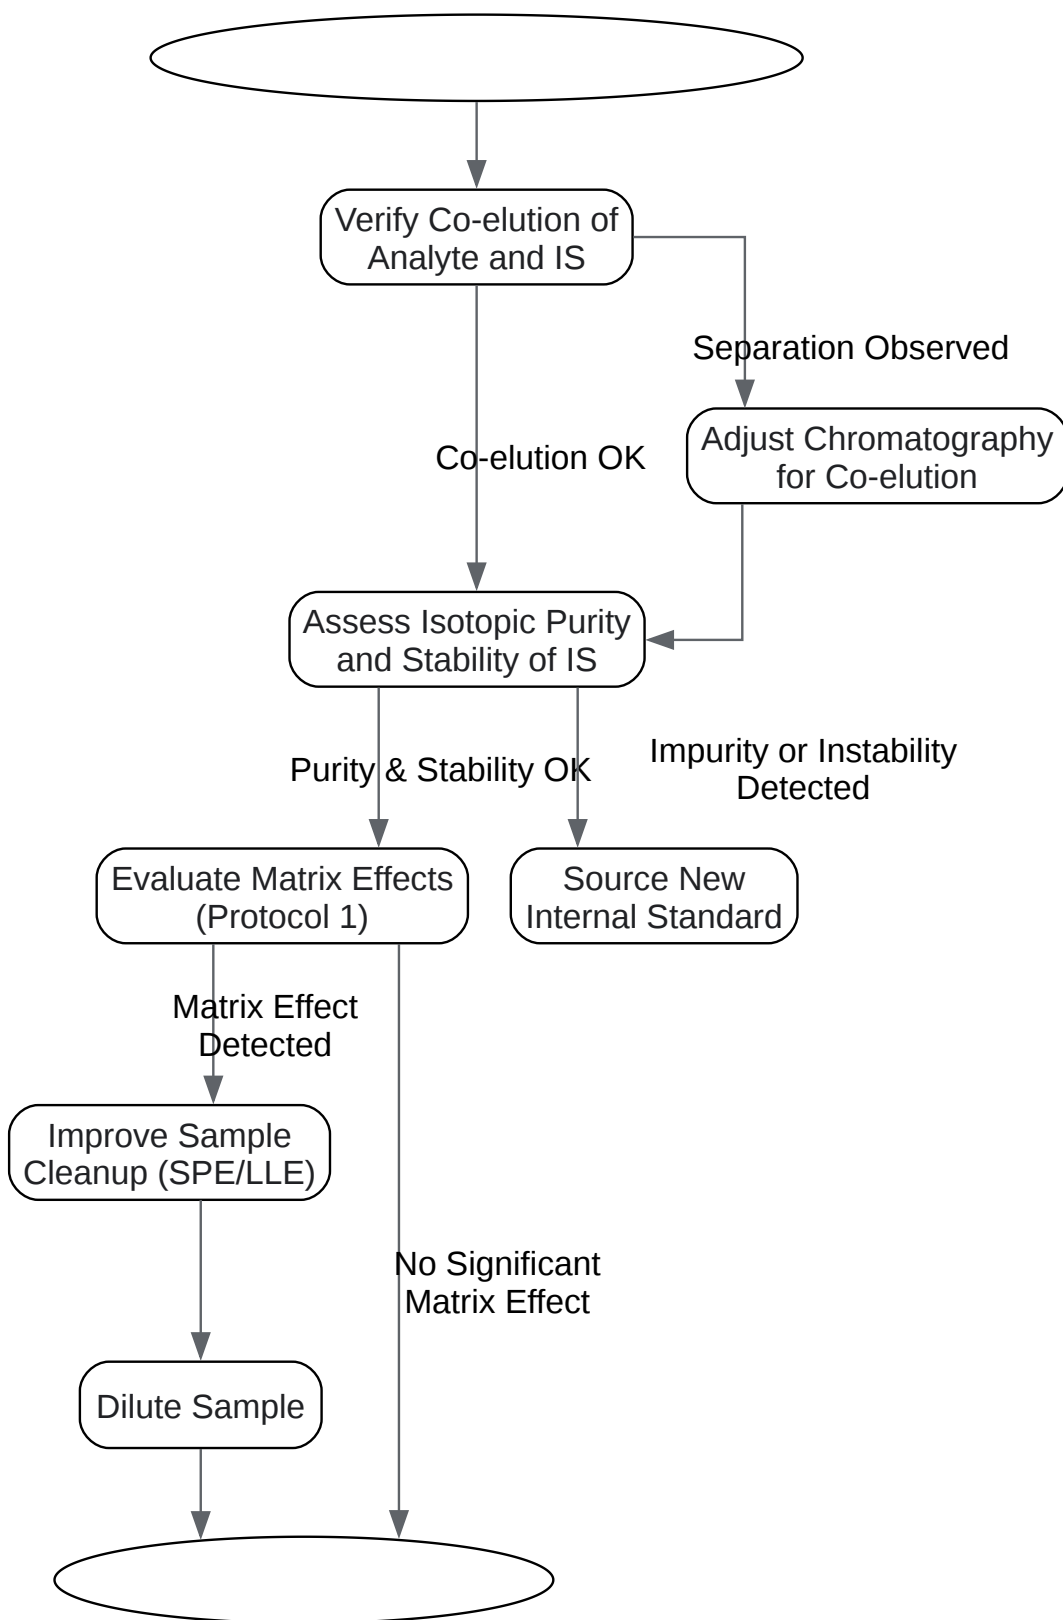 Verify Co-elution of
Analyte and IS
Separation Observed
Adjust Chromatography
for Co-elution
Co-elution OK
Assess Isotopic Purity
and Stability of IS
Impurity or Instability
Detected
Purity & Stability OK
Evaluate Matrix Effects
(Protocol 1)
Source New
Internal Standard
Matrix Effect
Detected
Improve Sample
Cleanup (SPE/LLE)
No Significant
Matrix Effect
Dilute Sample